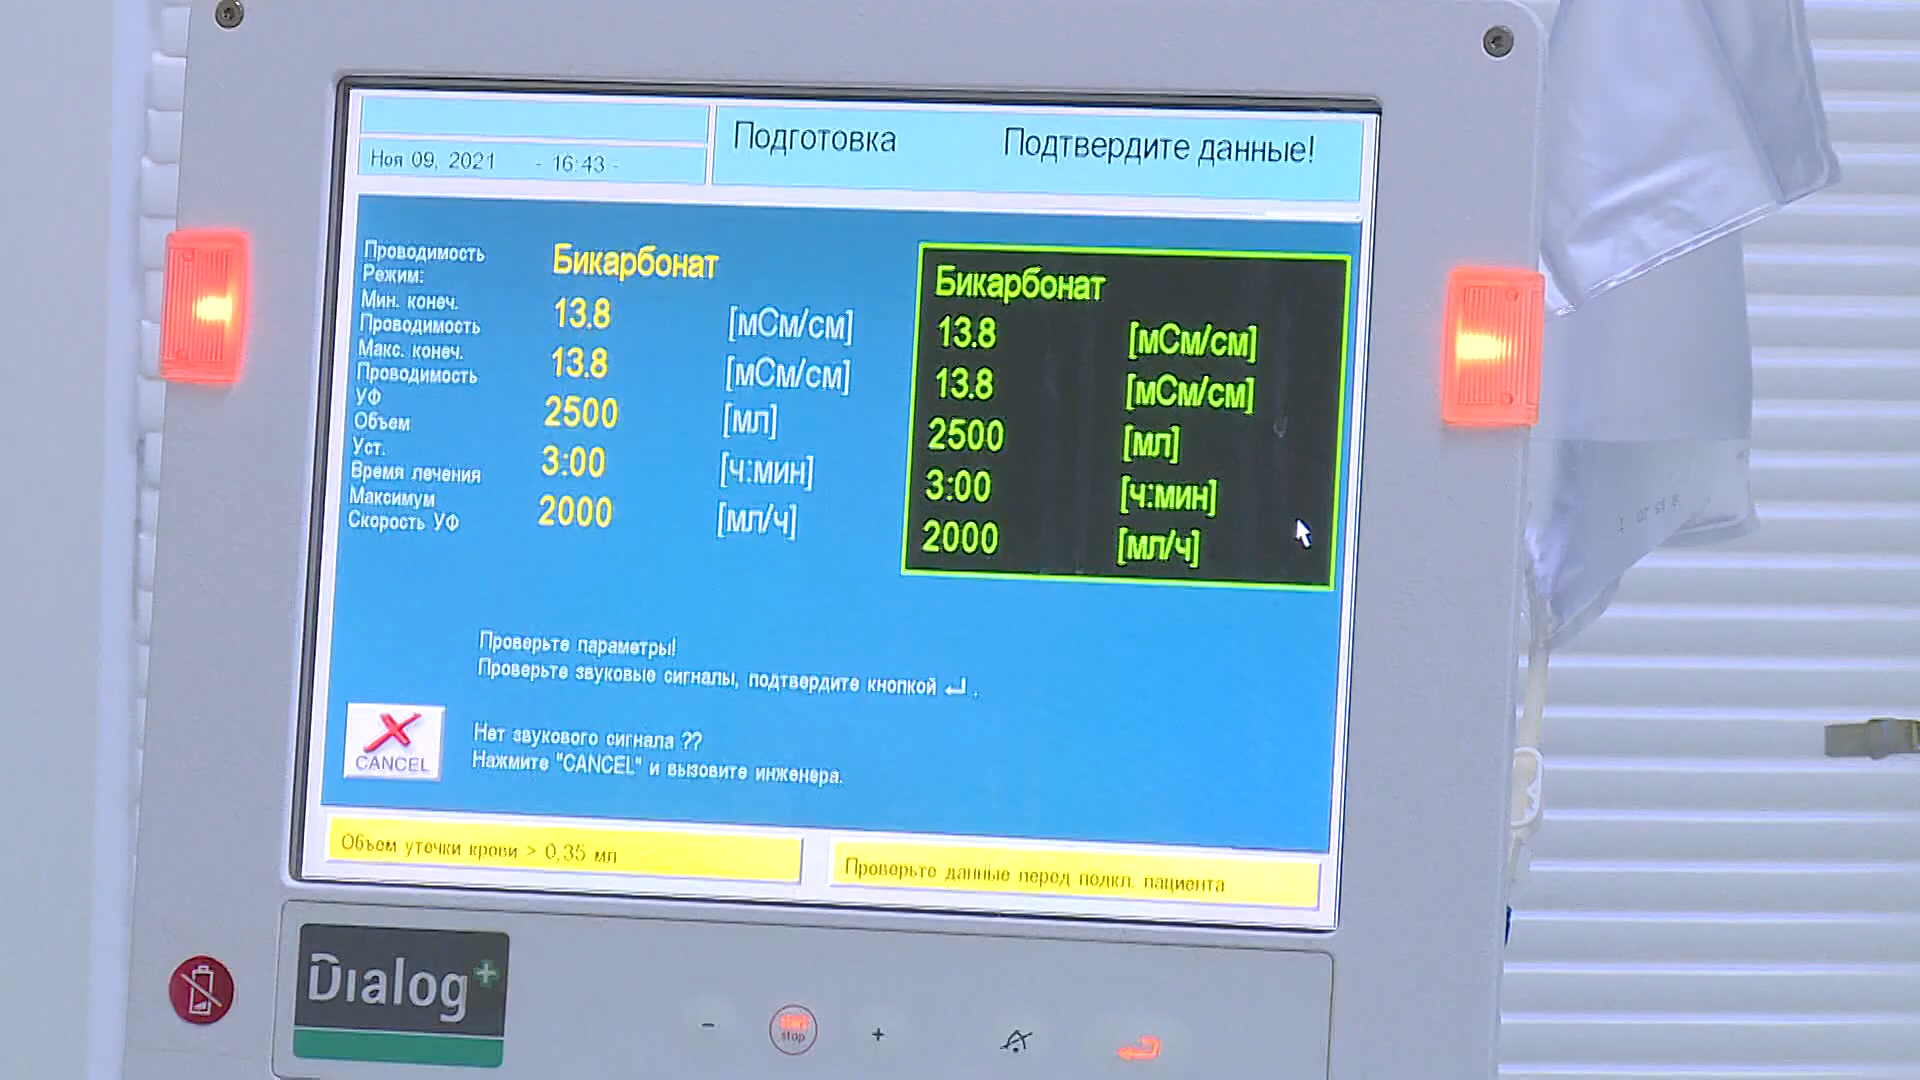 Подготовка Подтвердите данные!
Ноя 09, 2021 - 16:43 -
Проводимость
Режим: Бикарбонат
Мин. конеч.
Проводимость 13.8 [мСм/см]
Макс. конеч.
Проводимость 13.8 [мСм/см]
УФ
Объем 2500 [мл]
Уст.
Время лечения 3:00 [ч:мин]
Максимум
Скорость УФ 2000 [мл/ч]
Бикарбонат
13.8 [мСм/см]
13.8 [мСм/см]
2500 [мл]
3:00 [ч:мин]
2000 [мл/ч]
Проверьте параметры!
Проверьте звуковые сигналы, подтвердите кнопкой ↵ .
Нет звукового сигнала ??
Нажмите "CANCEL" и вызовите инженера.
CANCEL
Объем утечки крови > 0,35 мл
Проверьте данные перед подкл. пациента
Dialog+
-
start
stop
+